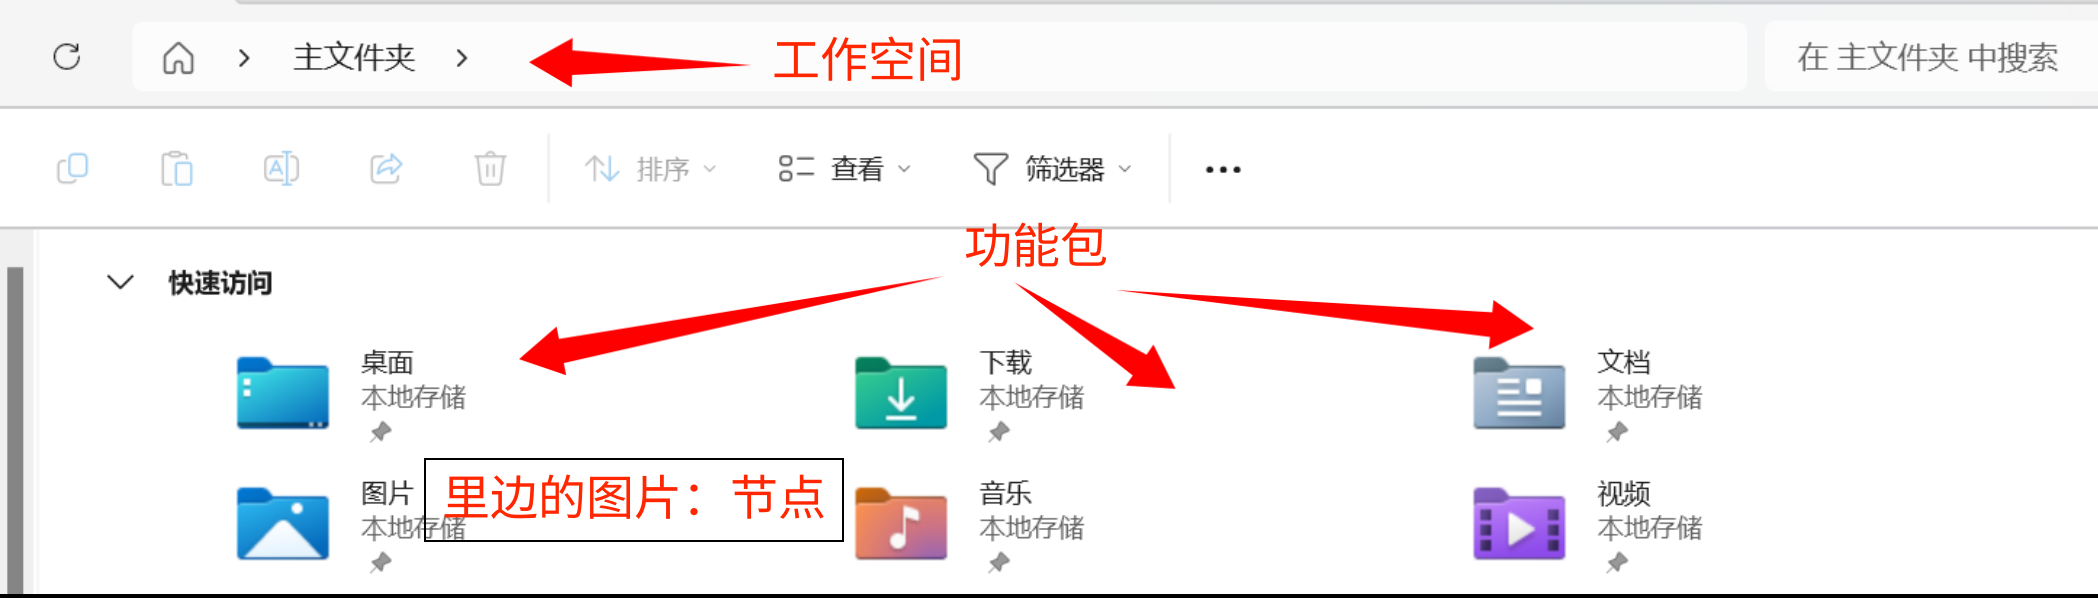 主文件夹
工作空间
在 主文件夹 中搜索
排序
查看
筛选器
功能包
快速访问
桌面
本地存储
下载
本地存储
文档
本地存储
图片
本地存储
里边的图片：节点
音乐
本地存储
视频
本地存储